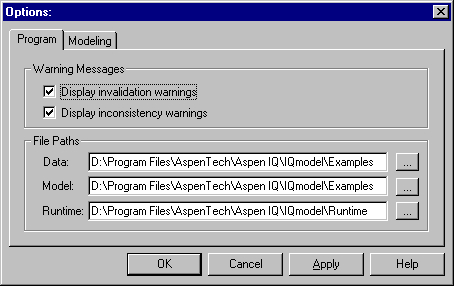 Options:
Program Modeling
Warning Messages
Display invalidation warnings
Display inconsistency warnings
File Paths
Data: D:\Program Files\AspenTech\Aspen IQ\IQmodel\Examples ...
Model: D:\Program Files\AspenTech\Aspen IQ\IQmodel\Examples ...
Runtime: D:\Program Files\AspenTech\Aspen IQ\IQmodel\Runtime ...
OK Cancel Apply Help